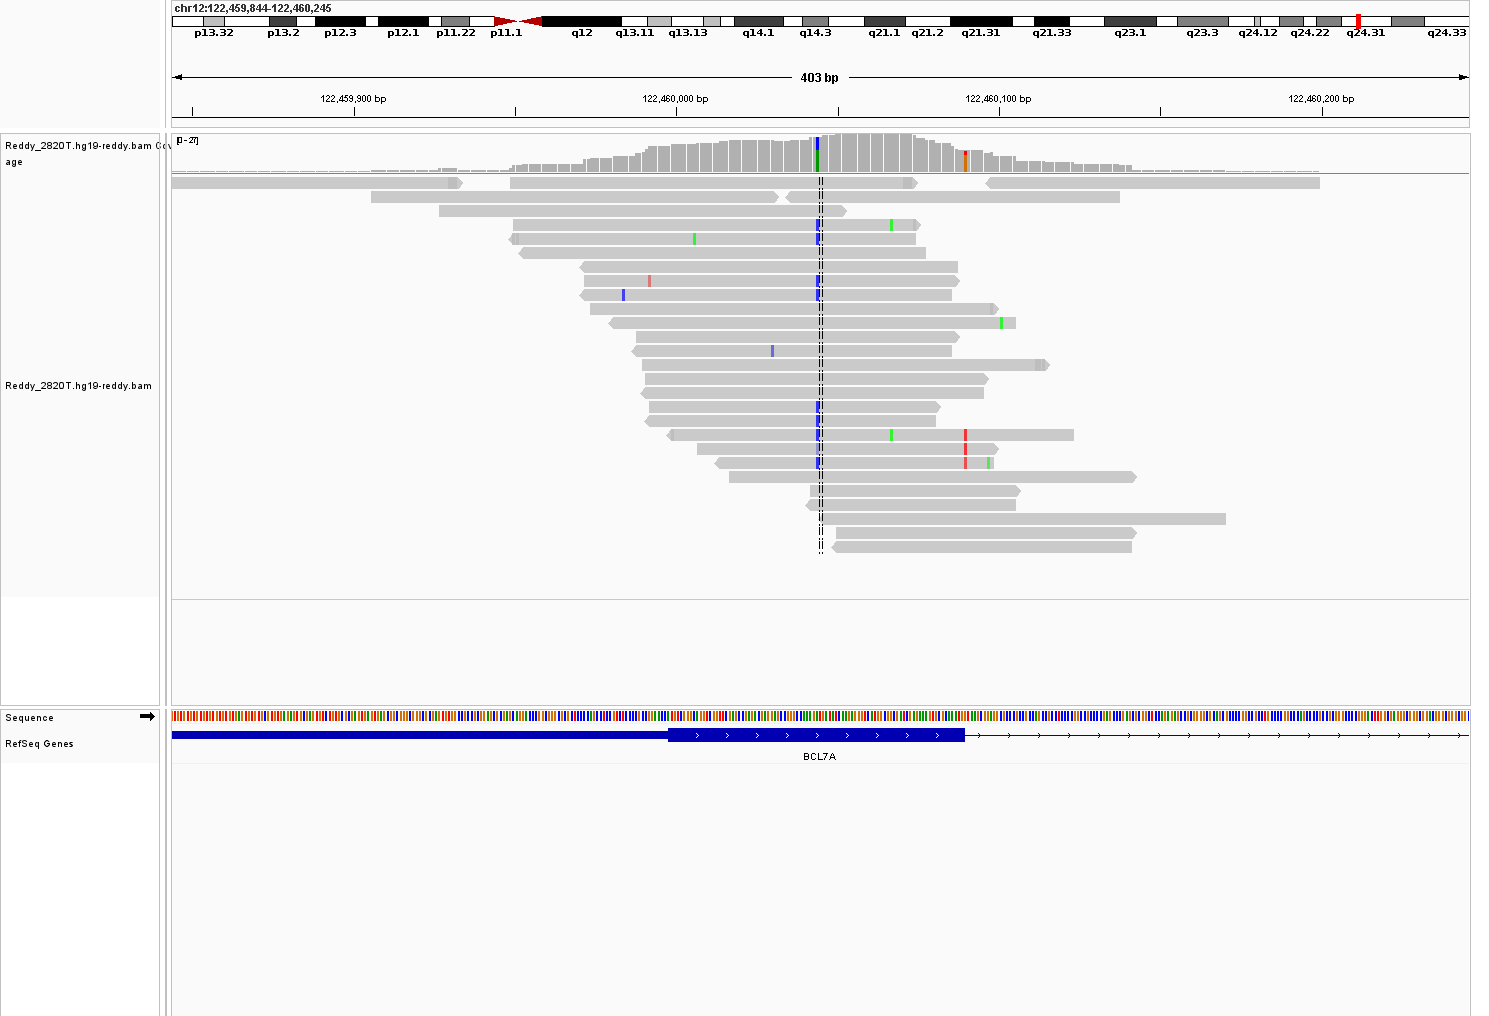 chr12:122,459,844-122,460,245
p13.32 p13.2 p12.3 p12.1 p11.22 p11.1 q12 q13.11 q13.13 q14.1 q14.3 q21.1 q21.2 q21.31 q21.33 q23.1 q23.3 q24.12 q24.22 q24.31 q24.33
403 bp
122,459,900 bp 122,460,000 bp 122,460,100 bp 122,460,200 bp
[0 - 27]
Reddy_2820T.hg19-reddy.bam Cov
age
Reddy_2820T.hg19-reddy.bam
Sequence
RefSeq Genes
BCL7A